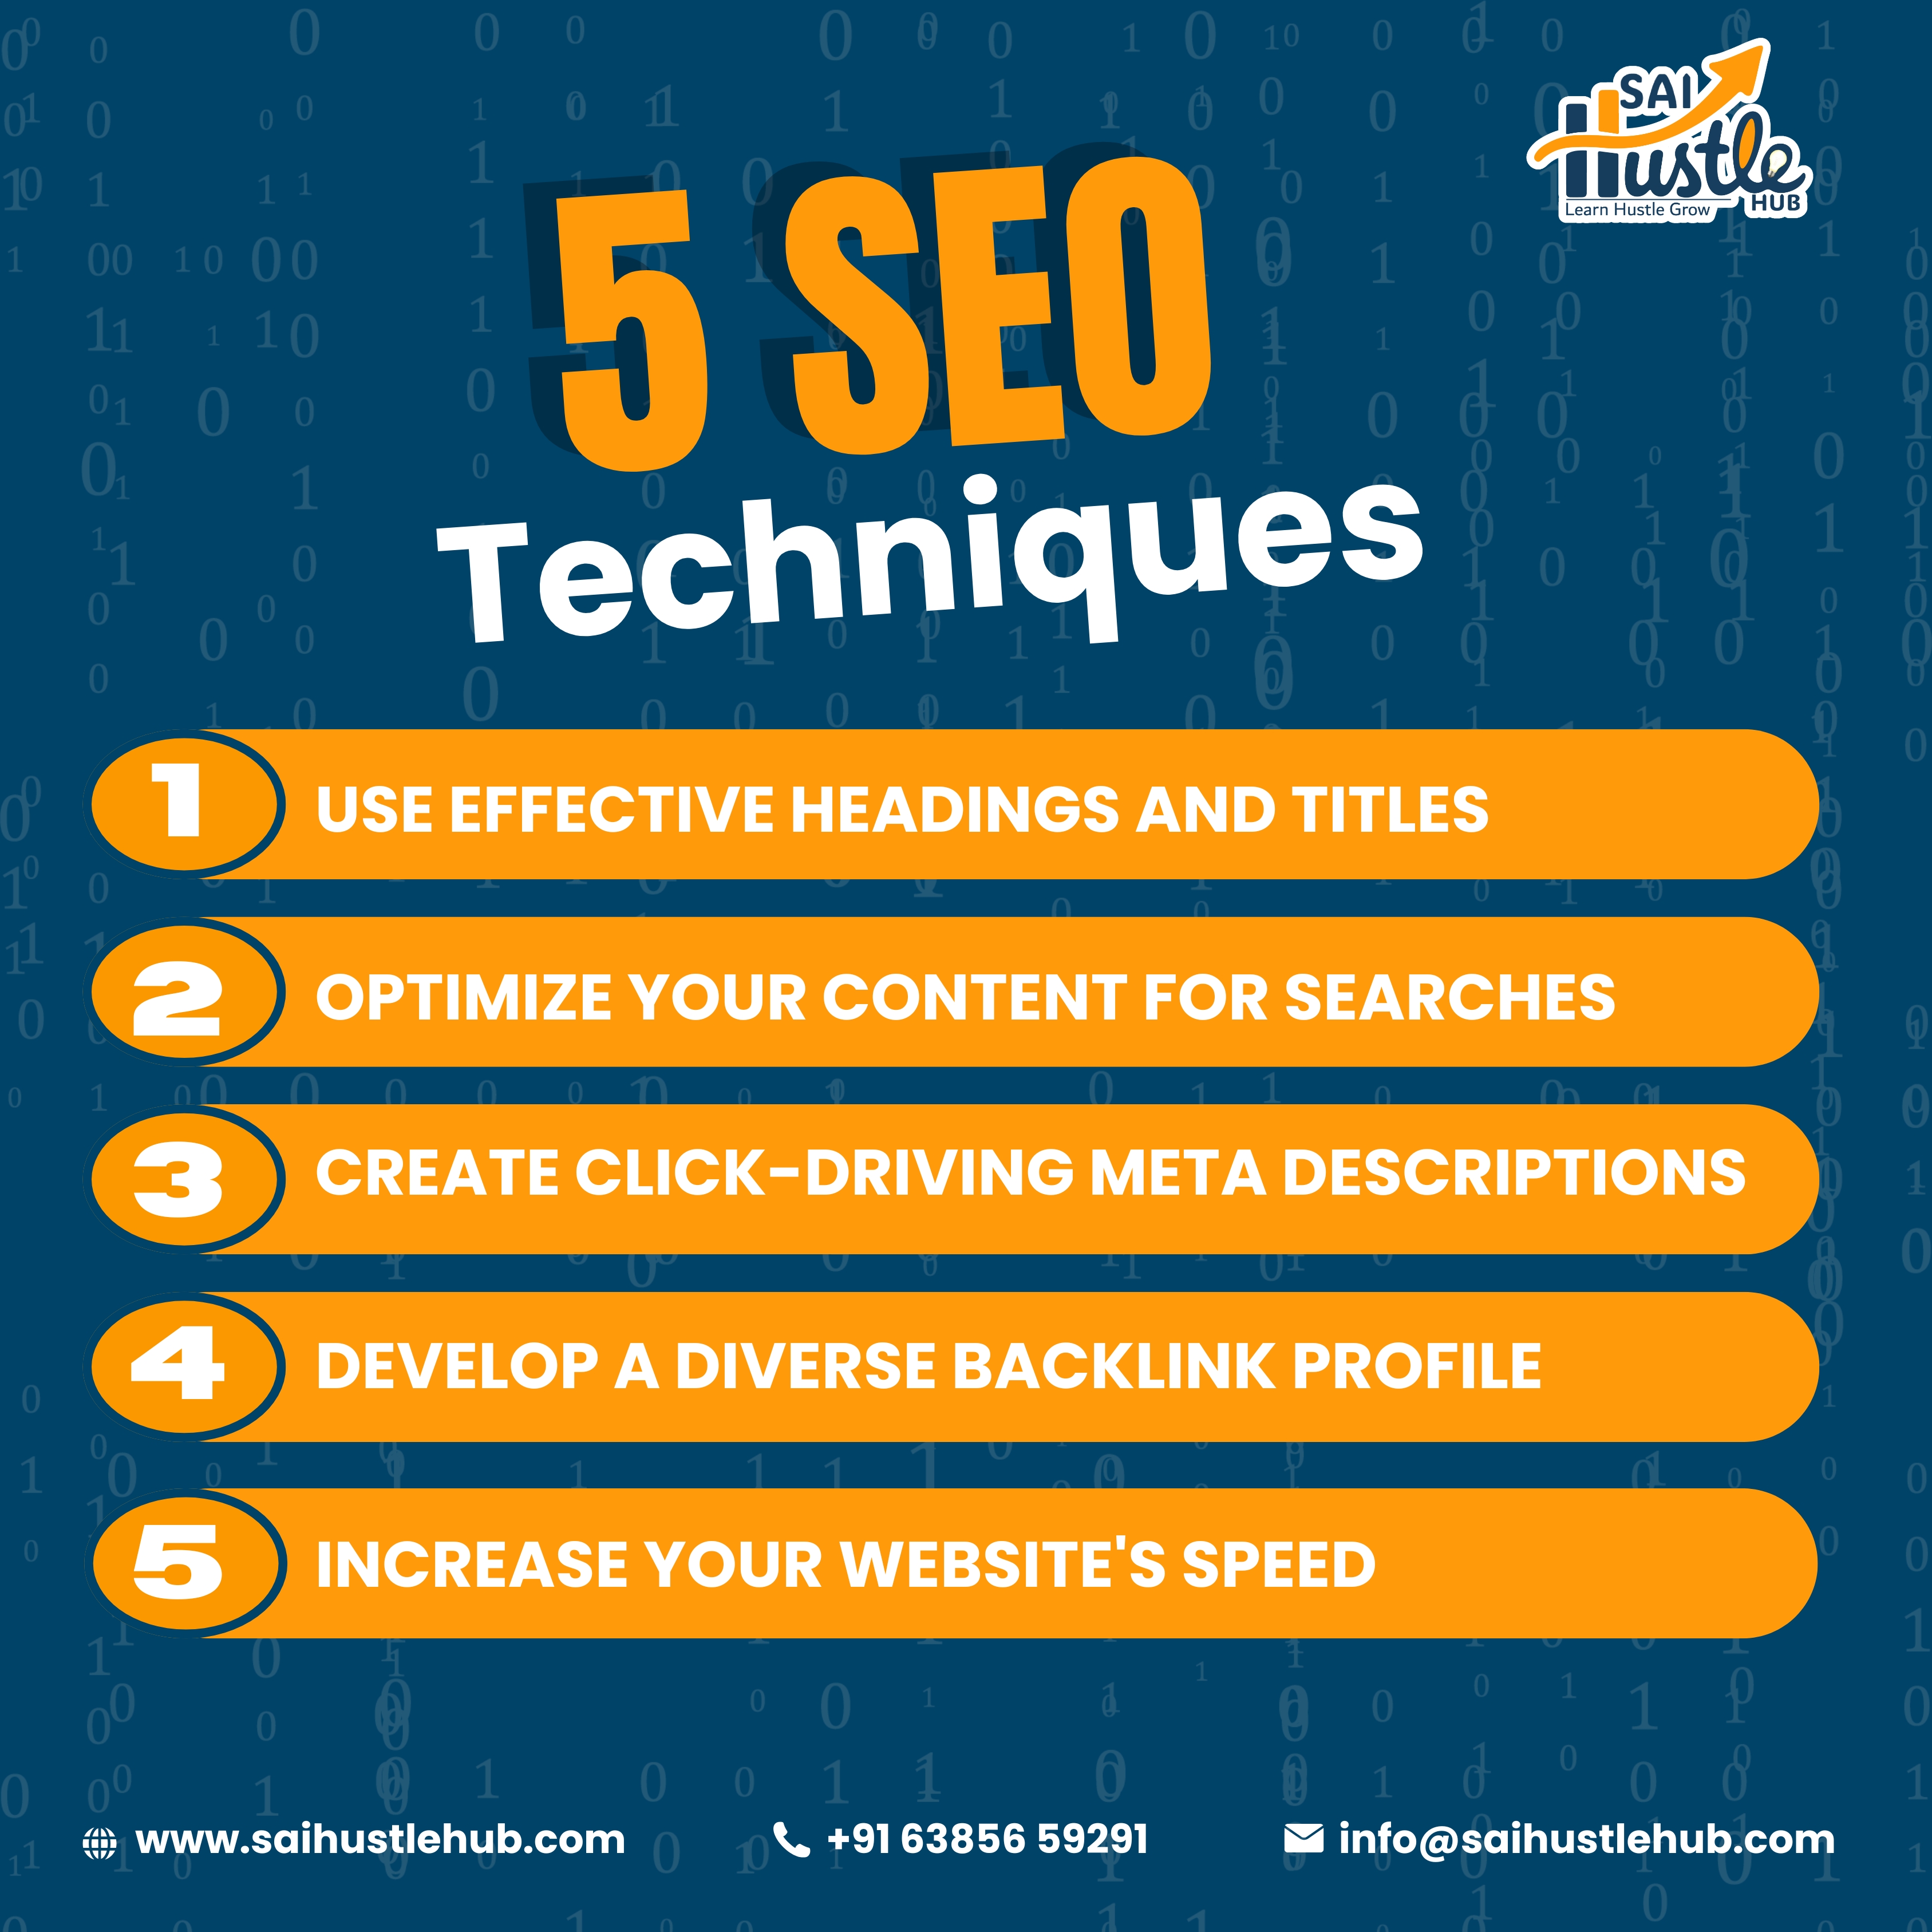 SAI
Hustle
HUB
Learn Hustle Grow
5 SEO
Techniques
1 USE EFFECTIVE HEADINGS AND TITLES
2 OPTIMIZE YOUR CONTENT FOR SEARCHES
3 CREATE CLICK-DRIVING META DESCRIPTIONS
4 DEVELOP A DIVERSE BACKLINK PROFILE
5 INCREASE YOUR WEBSITE'S SPEED
www.saihustlehub.com
+91 63856 59291
info@saihustlehub.com